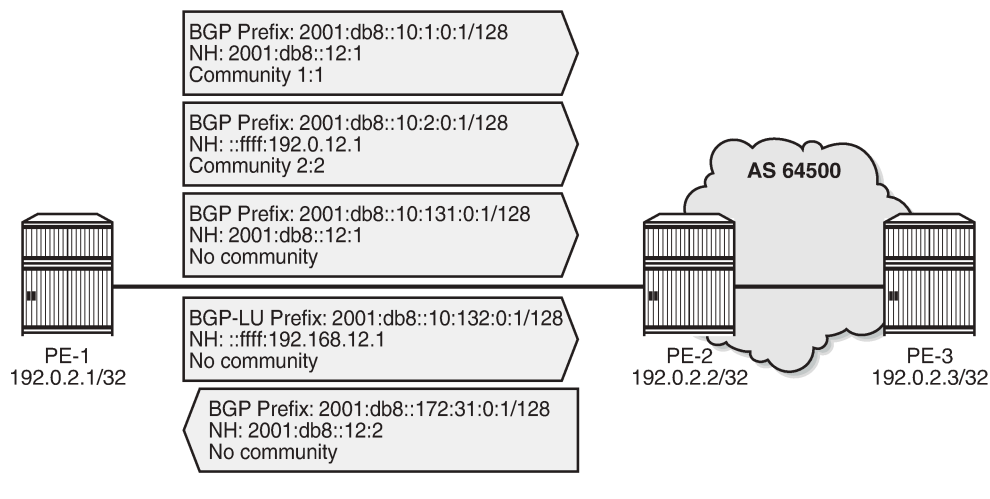 BGP Prefix: 2001:db8::10:1:0:1/128
NH: 2001:db8::12:1
Community 1:1
BGP Prefix: 2001:db8::10:2:0:1/128
NH: ::ffff:192.0.12.1
Community 2:2
AS 64500
BGP Prefix: 2001:db8::10:131:0:1/128
NH: 2001:db8::12:1
No community
BGP-LU Prefix: 2001:db8::10:132:0:1/128
NH: ::ffff:192.168.12.1
No community
PE-1
192.0.2.1/32
PE-2
192.0.2.2/32
PE-3
192.0.2.3/32
BGP Prefix: 2001:db8::172:31:0:1/128
NH: 2001:db8::12:2
No community